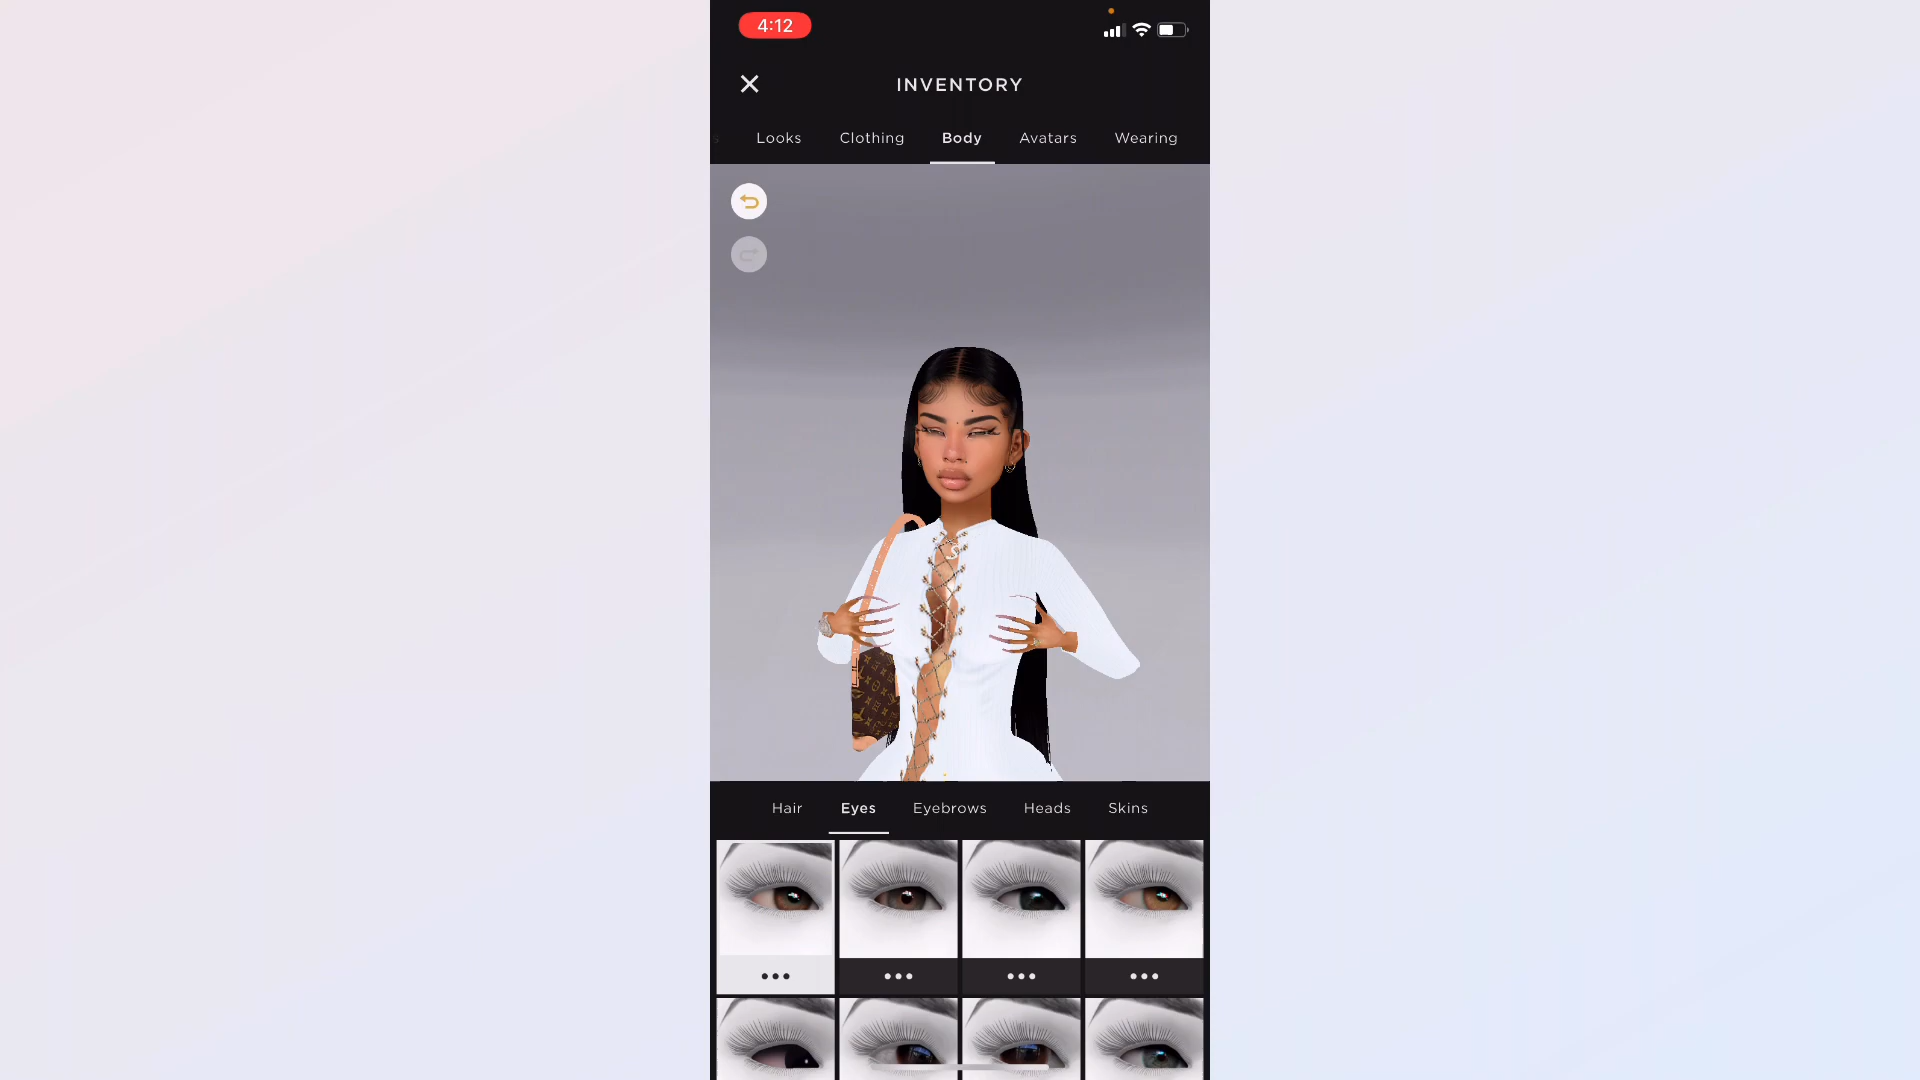 4:12
INVENTORY
Looks Clothing Body Avatars Wearing
Hair Eyes Eyebrows Heads Skins